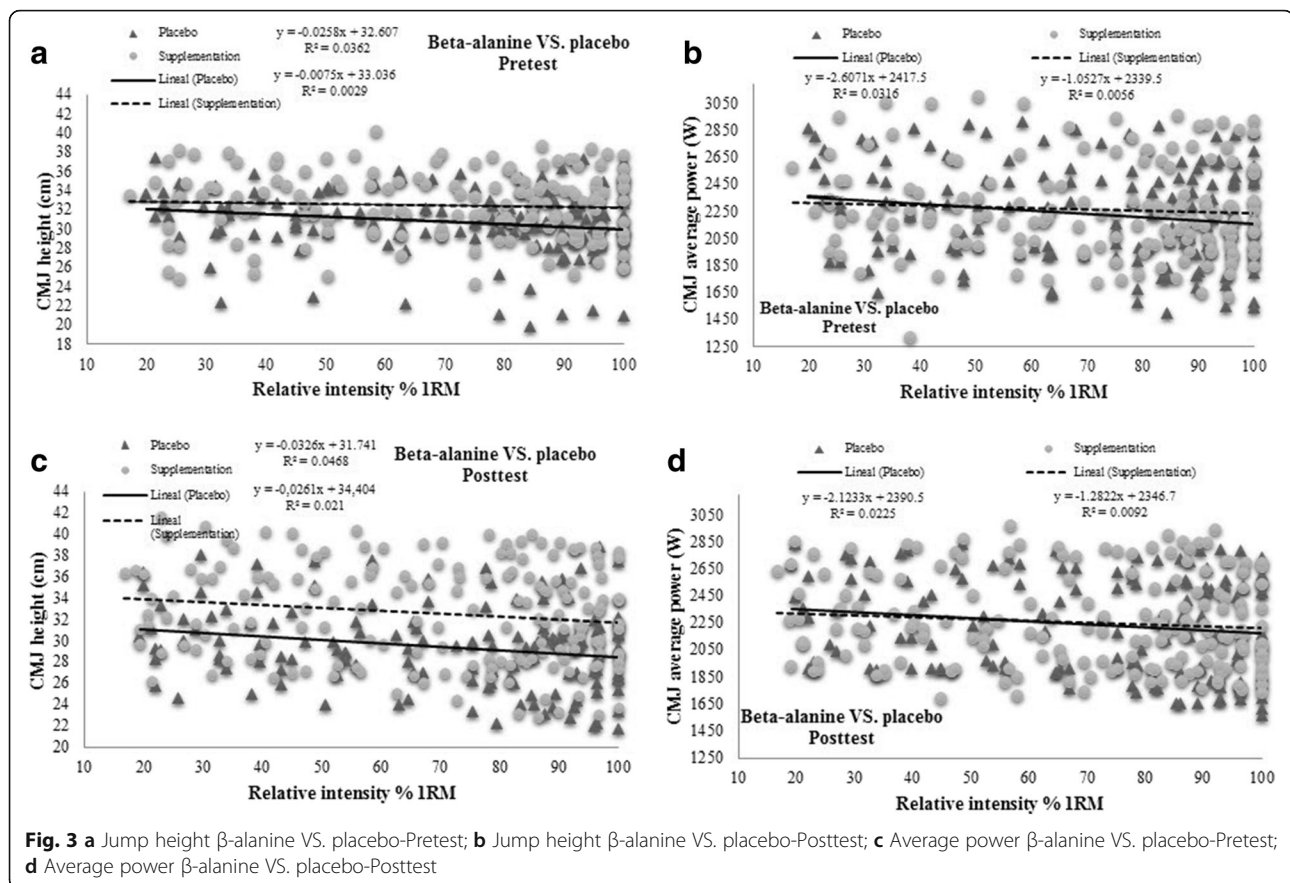 a
Placebo
Supplementation
Lineal (Placebo)
Lineal (Supplementation)
y = -0.0258x + 32.607
R² = 0.0362
y = -0.0075x + 33.036
R² = 0.0029
Beta-alanine VS. placebo
Pretest
CMJ height (cm)
44
42
40
38
36
34
32
30
28
26
24
22
20
18
10 20 30 40 50 60 70 80 90 100
Relative intensity % 1RM
b
Placebo
Supplementation
Lineal (Placebo)
Lineal (Supplementation)
y = -2.6071x + 2417.5
R² = 0.0316
y = -1.0527x + 2339.5
R² = 0.0056
CMJ average power (W)
3050
2850
2650
2450
2250
2050
1850
1650
1450
1250
Beta-alanine VS. placebo
Pretest
10 20 30 40 50 60 70 80 90 100
Relative intensity % 1RM
c
Placebo
Supplementation
Lineal (Placebo)
Lineal
(Supplementation)
y = -0.0326x + 31.741
R² = 0.0468
y = -0,0261x + 34,404
R² = 0.021
Beta-alanine VS. placebo
Posttest
CMJ height (cm)
44
42
40
38
36
34
32
30
28
26
24
22
20
10 20 30 40 50 60 70 80 90 100
Relative intensity % 1RM
d
Placebo
Supplementation
Lineal (Placebo)
Lineal (Supplementation)
y = -2.1233x + 2390.5
R² = 0.0225
y = -1.2822x + 2346.7
R² = 0.0092
CMJ average power (W)
3050
2850
2650
2450
2250
2050
1850
1650
1450
1250
Beta-alanine VS. placebo
Posttest
10 20 30 40 50 60 70 80 90 100
Relative intensity % 1RM
Fig. 3 a Jump height β-alanine VS. placebo-Pretest; b Jump height β-alanine VS. placebo-Posttest; c Average power β-alanine VS. placebo-Pretest;
d Average power β-alanine VS. placebo-Posttest